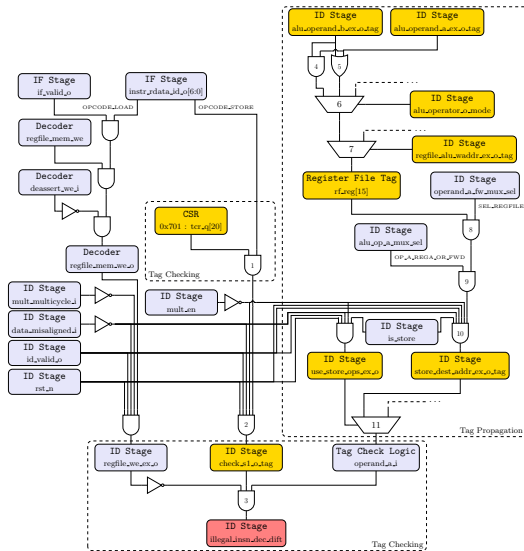 ID Stage
alu_operand_b_ex_o_tag
ID Stage
alu_operand_a_ex_o_tag
4
5
IF Stage
if_valid_o
IF Stage
instr_rdata_id_o[6:0]
OPCODE_LOAD
OPCODE_STORE
6
ID Stage
alu_operator_o_mode
Decoder
regfile_mem_we
7
ID Stage
regfile_alu_waddr_ex_o_tag
Decoder
deassert_we_i
Register File Tag
rf_reg[15]
ID Stage
operand_a_fw_mux_sel
SEL_REGFILE
CSR
0x701 : tcr_q[20]
8
ID Stage
alu_op_a_mux_sel
OP_A_REGA_OR_FWD
Decoder
regfile_mem_we_o
1
Tag Checking
9
ID Stage
mult_multicycle_i
ID Stage
mult_en
ID Stage
data_misaligned_i
ID Stage
is_store
10
ID Stage
id_valid_o
ID Stage
use_store_ops_ex_o
ID Stage
store_dest_addr_ex_o_tag
ID Stage
rst_n
2
11
Tag Propagation
ID Stage
regfile_we_ex_o
ID Stage
check_s1_o_tag
Tag Check Logic
operand_a_i
3
ID Stage
illegal_insn_dec_dift
Tag Checking